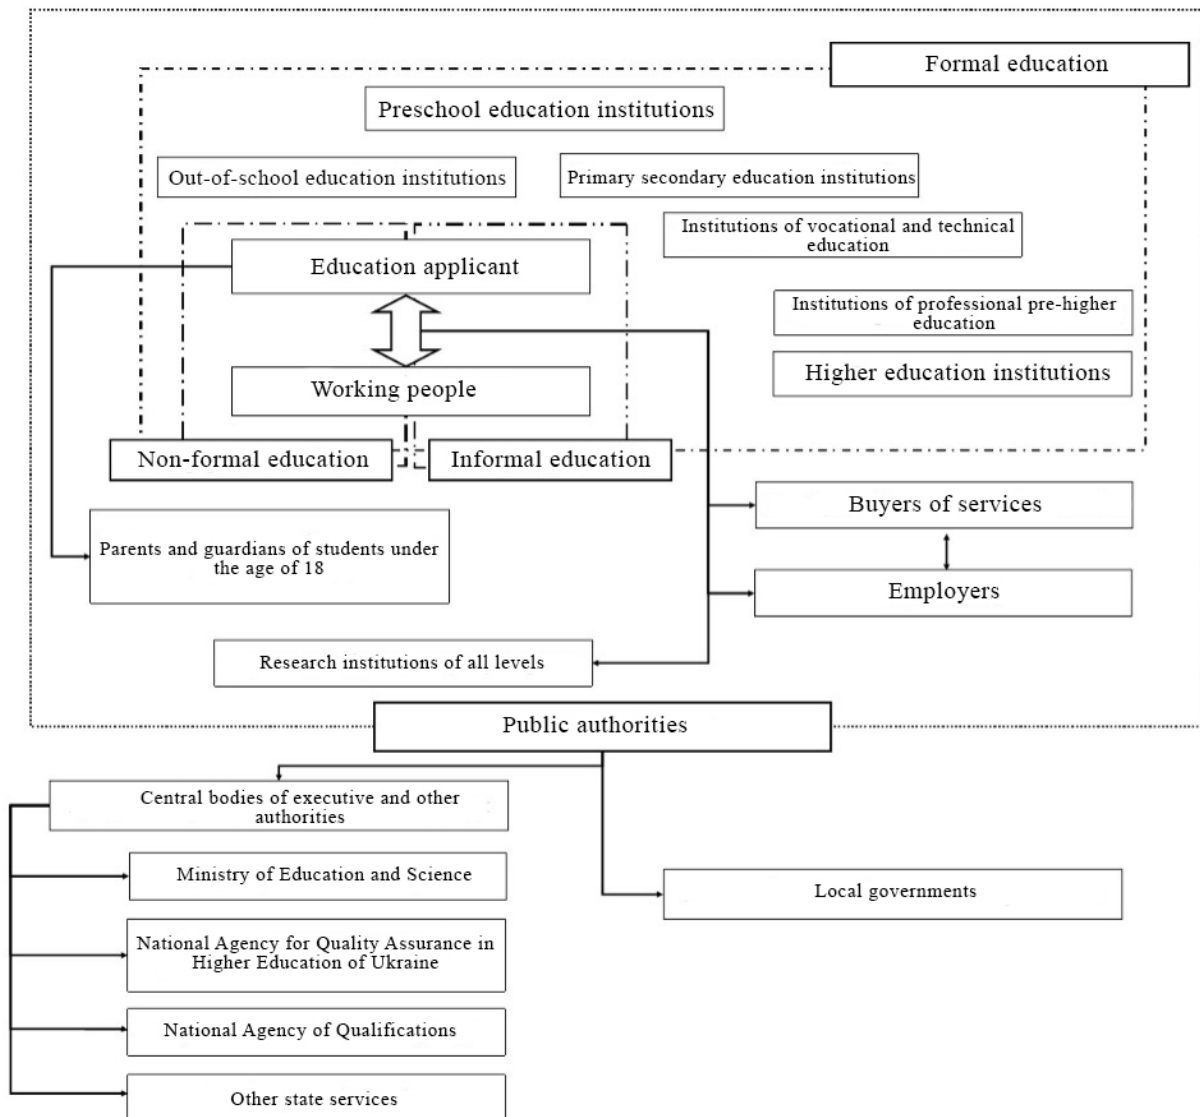 Formal education
Preschool education institutions
Out-of-school education institutions
Primary secondary education institutions
Institutions of vocational and technical
education
Education applicant
Institutions of professional pre-higher
education
Higher education institutions
Working people
Non-formal education
Informal education
Buyers of services
Parents and guardians of students under
the age of 18
Employers
Research institutions of all levels
Public authorities
Central bodies of executive and other
authorities
Ministry of Education and Science
Local governments
National Agency for Quality Assurance in
Higher Education of Ukraine
National Agency of Qualifications
Other state services